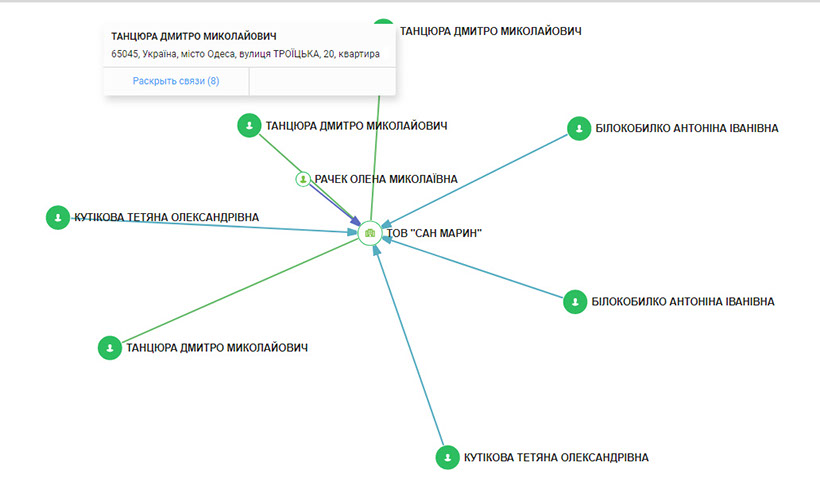 ТАНЦЮРА ДМИТРО МИКОЛАЙОВИЧ
ТАНЦЮРА ДМИТРО МИКОЛАЙОВИЧ
65045, Україна, місто Одеса, вулиця ТРОЇЦЬКА, 20, квартира
Раскрыть связи (8)
ТАНЦЮРА ДМИТРО МИКОЛАЙОВИЧ
БІЛОКОБИЛКО АНТОНІНА ІВАНІВНА
РАЧЕК ОЛЕНА МИКОЛАЇВНА
КУТІКОВА ТЕТЯНА ОЛЕКСАНДРІВНА
ТОВ "САН МАРИН"
БІЛОКОБИЛКО АНТОНІНА ІВАНІВНА
ТАНЦЮРА ДМИТРО МИКОЛАЙОВИЧ
КУТІКОВА ТЕТЯНА ОЛЕКСАНДРІВНА